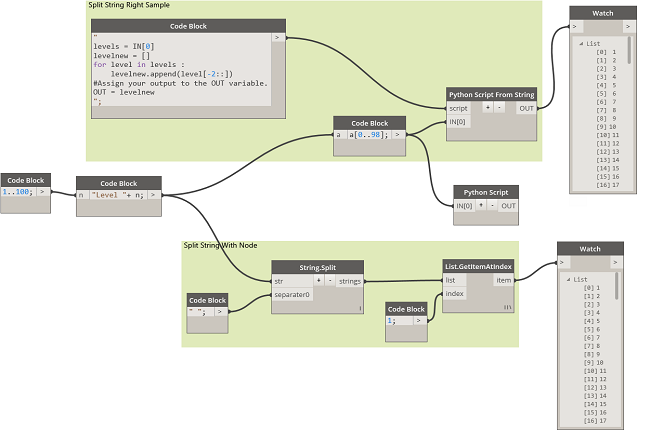 Split String Right Sample
Code Block
"
levels = IN[0]
levelnew = []
for level in levels :
levelnew.append(level[-2::])
#Assign your output to the OUT variable.
OUT = levelnew
";
>
Python Script From String
script + - OUT
IN[0]
Watch
> >
List
[0] 1
[1] 2
[2] 3
[3] 4
[4] 5
[5] 6
[6] 7
[7] 8
[8] 9
[9] 10
[10] 11
[11] 12
[12] 13
[13] 14
[14] 15
[15] 16
[16] 17
Code Block
a a[0..98]; >
Code Block
1..100; >
Code Block
n "Level "+ n; >
Python Script
IN[0] + - OUT
Split String With Node
String.Split
str + - strings
separater0
l
Code Block
" "; >
List.GetItemAtIndex
list item
index
Code Block
1; >
Watch
> >
List
[0] 1
[1] 2
[2] 3
[3] 4
[4] 5
[5] 6
[6] 7
[7] 8
[8] 9
[9] 10
[10] 11
[11] 12
[12] 13
[13] 14
[14] 15
[15] 16
[16] 17